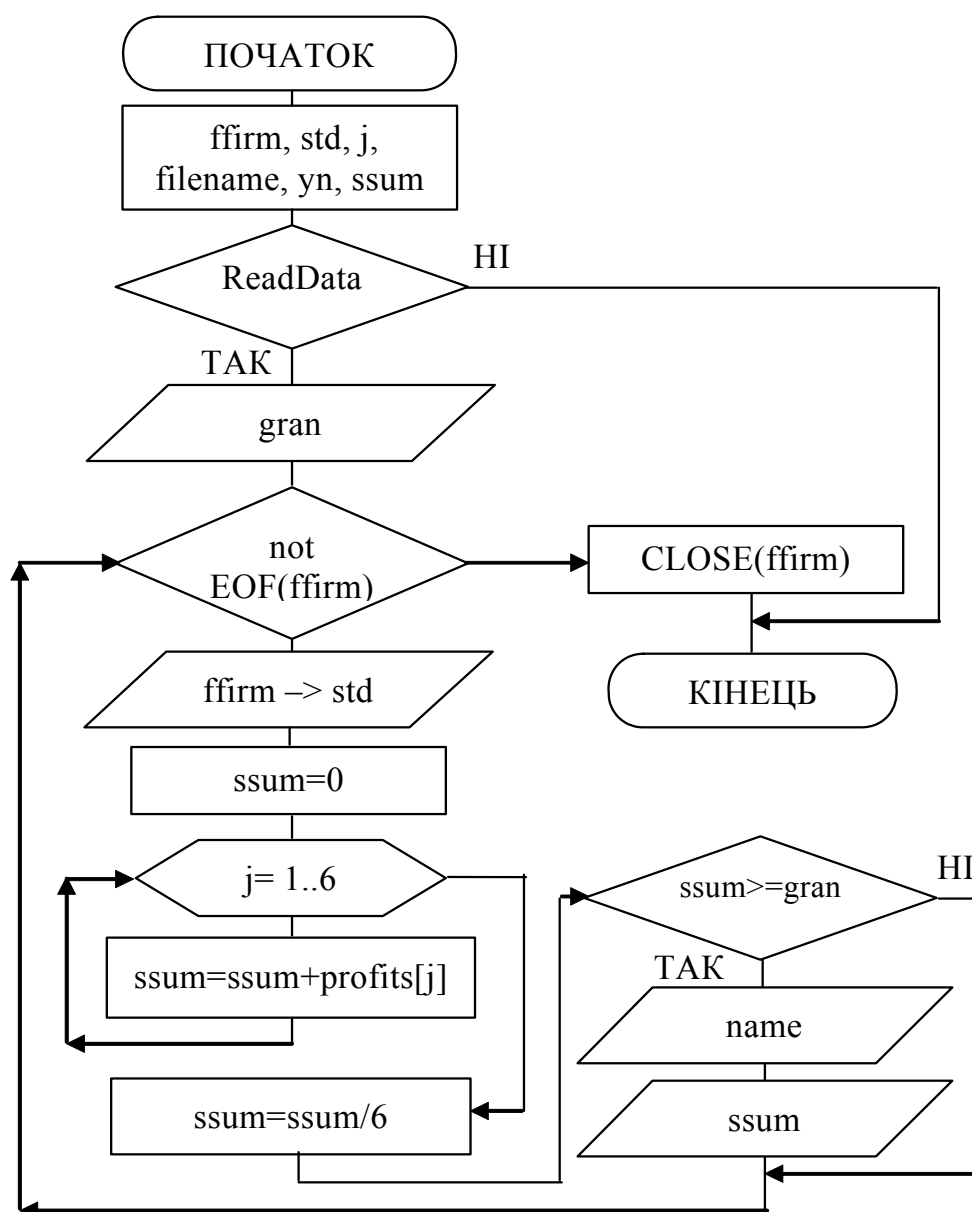 ПОЧАТОК
ffirm, std, j,
filename, yn, ssum
ReadData
НІ
ТАК
gran
not
EOF(ffirm)
CLOSE(ffirm)
КІНЕЦЬ
ffirm –> std
ssum=0
j= 1..6
ssum=ssum+profits[j]
ssum=ssum/6
ssum>=gran
НІ
ТАК
name
ssum